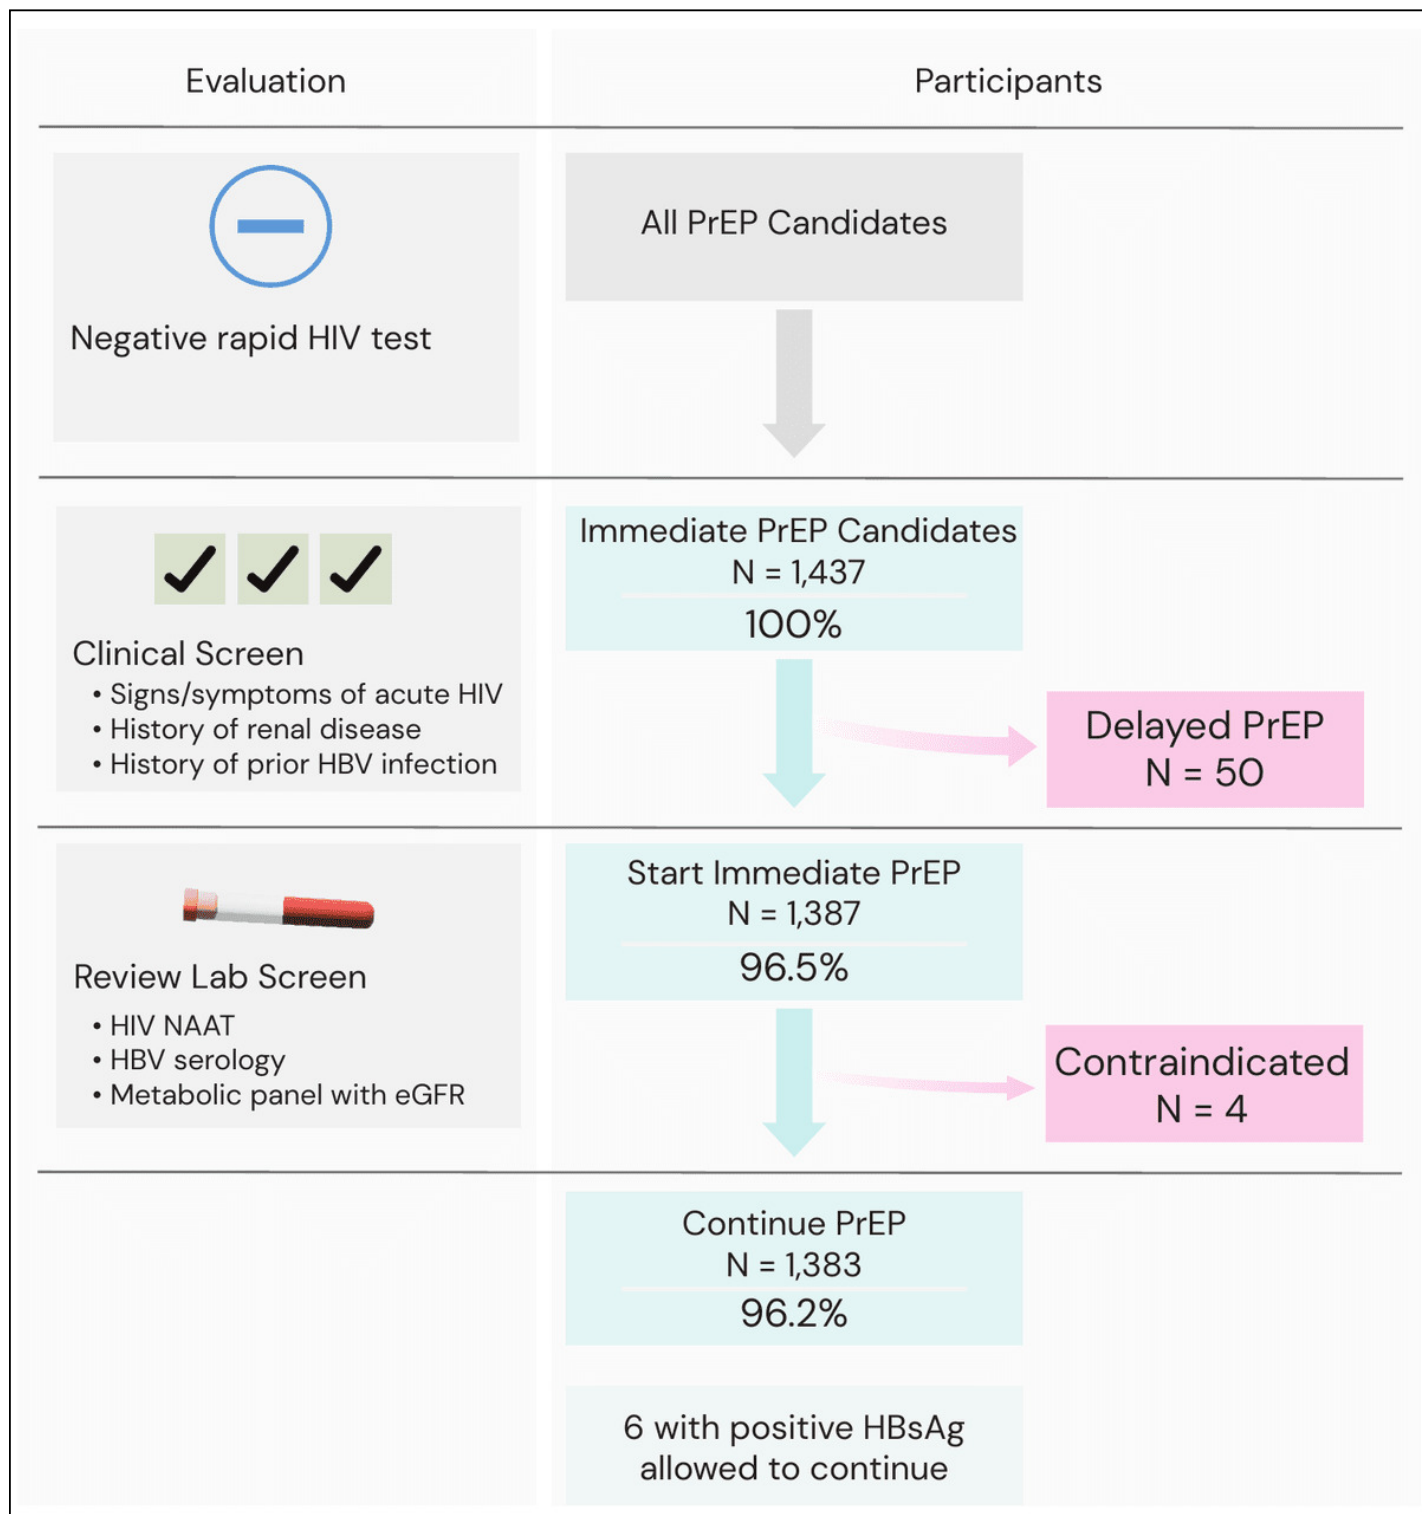 Evaluation
Participants
Negative rapid HIV test
All PrEP Candidates
Clinical Screen
• Signs/symptoms of acute HIV
• History of renal disease
• History of prior HBV infection
Immediate PrEP Candidates
N = 1,437
100%
Delayed PrEP
N = 50
Review Lab Screen
• HIV NAAT
• HBV serology
• Metabolic panel with eGFR
Start Immediate PrEP
N = 1,387
96.5%
Contraindicated
N = 4
Continue PrEP
N = 1,383
96.2%
6 with positive HBsAg
allowed to continue